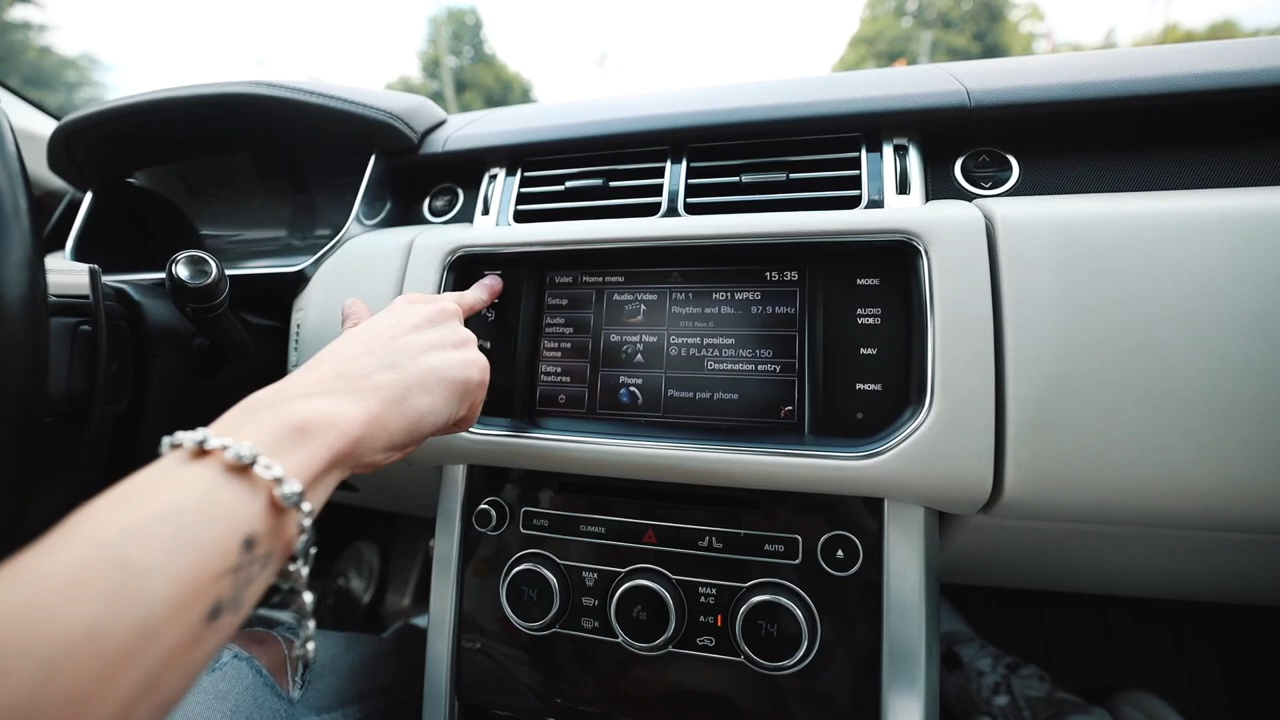 Valet Home menu 15:35
Setup
Audio
settings
Take me
home
Extra
features
Audio/Video
On road Nav
N
Phone
FM 1 HD1 WPEG
Rhythm and Blu... 97.9 MHz
Current position
E PLAZA DR/NC-150
Destination entry
Please pair phone
MODE
AUDIO
VIDEO
NAV
PHONE
AUTO CLIMATE AUTO
74
MAX
F
R
MAX
A/C
A/C
74